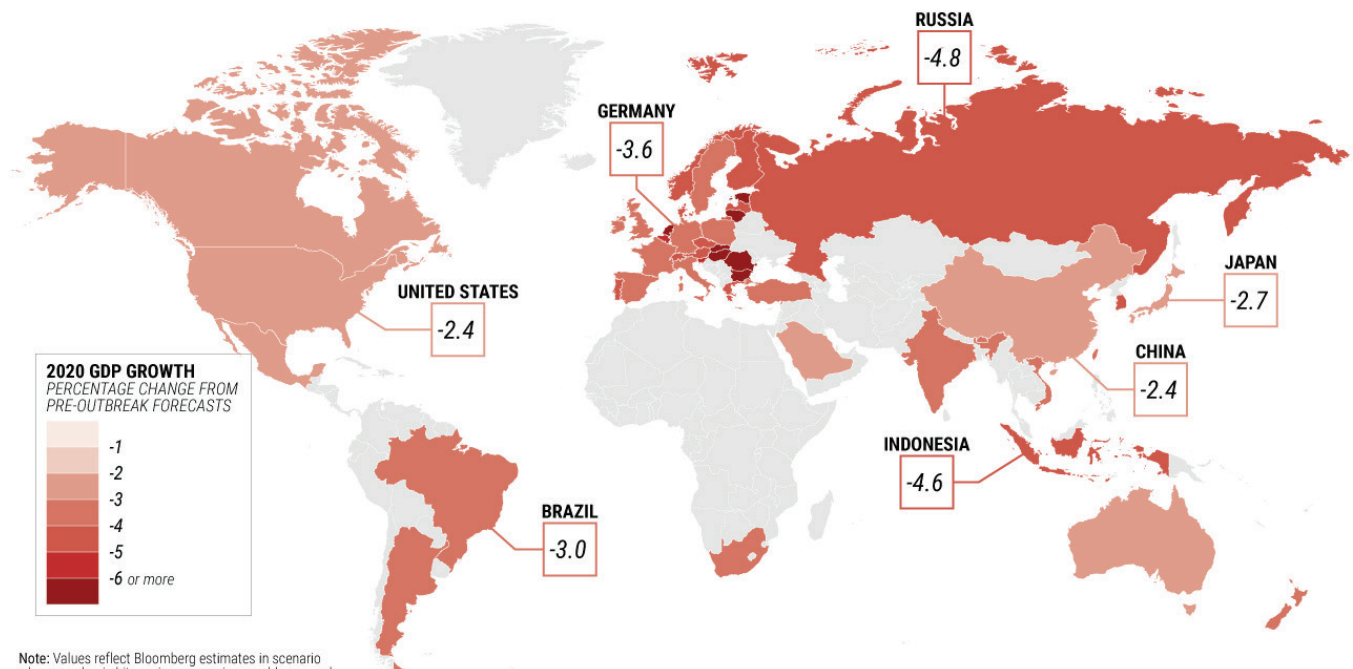 RUSSIA
-4.8
GERMANY
-3.6
JAPAN
-2.7
UNITED STATES
-2.4
CHINA
-2.4
INDONESIA
-4.6
BRAZIL
-3.0
2020 GDP GROWTH
PERCENTAGE CHANGE FROM
PRE-OUTBREAK FORECASTS
-1
-2
-3
-4
-5
-6 or more
Note: Values reflect Bloomberg estimates in scenario